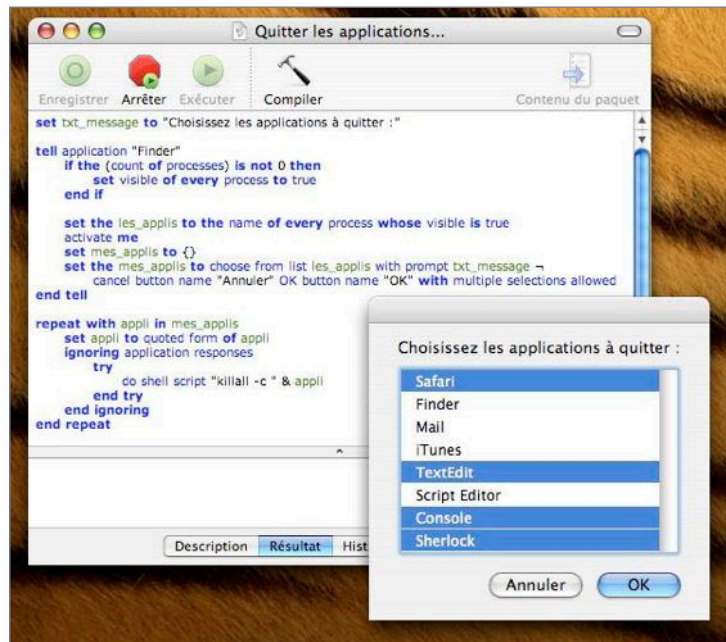 Quitter les applications...
Enregistrer Arrêter Exécuter Compiler Contenu du paquet
set txt_message to "Choisissez les applications à quitter :"
tell application "Finder"
if the (count of processes) is not 0 then
set visible of every process to true
end if
set the les_applis to the name of every process whose visible is true
activate me
set mes_applis to {}
set the mes_applis to choose from list les_applis with prompt txt_message ¬
cancel button name "Annuler" OK button name "OK" with multiple selections allowed
end tell
repeat with appli in mes_applis
set appli to quoted form of appli
ignoring application responses
try
do shell script "killall -c " & appli
end try
end ignoring
end repeat
Description Résultat Hist
Choisissez les applications à quitter :
Safari
Finder
Mail
iTunes
TextEdit
Script Editor
Console
Sherlock
Annuler OK